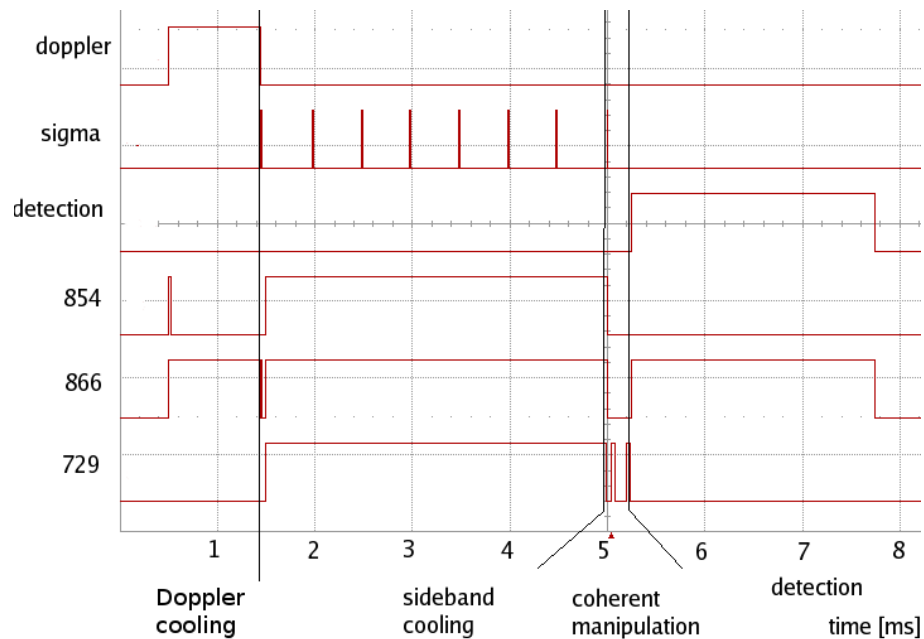 doppler
sigma
detection
854
866
729
1 2 3 4 5 6 7 8
Doppler
cooling
sideband
cooling
coherent
manipulation
detection
time [ms]